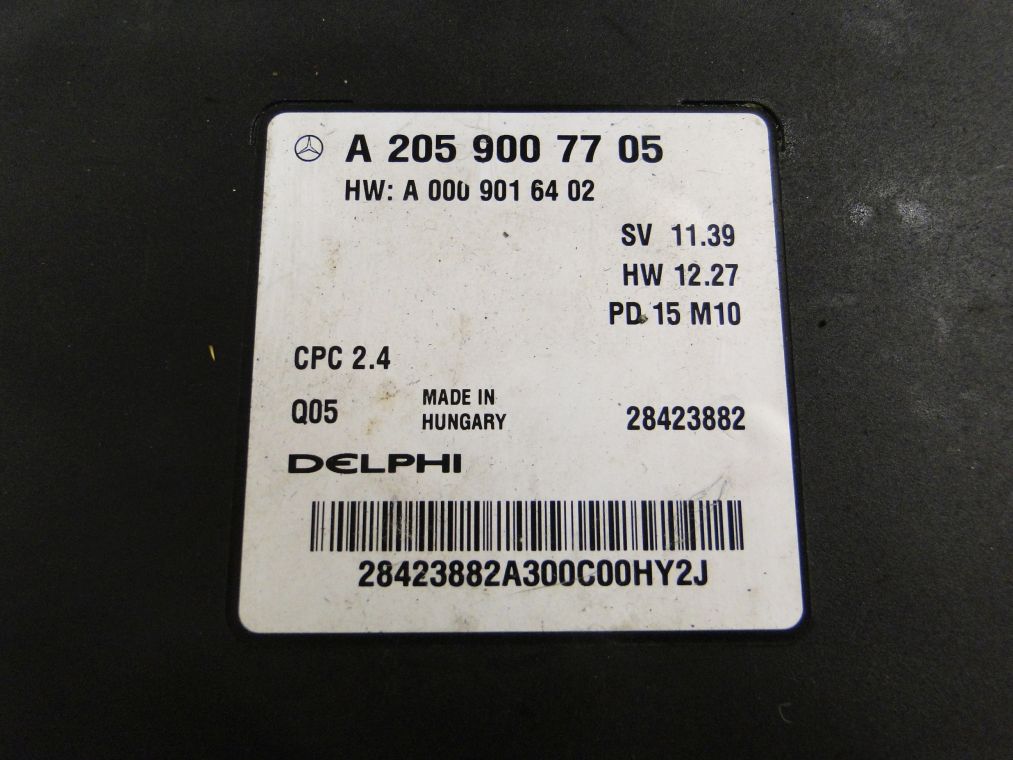 A 205 900 77 05
HW: A 000 901 64 02
SV 11.39
HW 12.27
PD 15 M10
CPC 2.4
Q05
MADE IN
HUNGARY
28423882
DELPHI
28423882A300C00HY2J